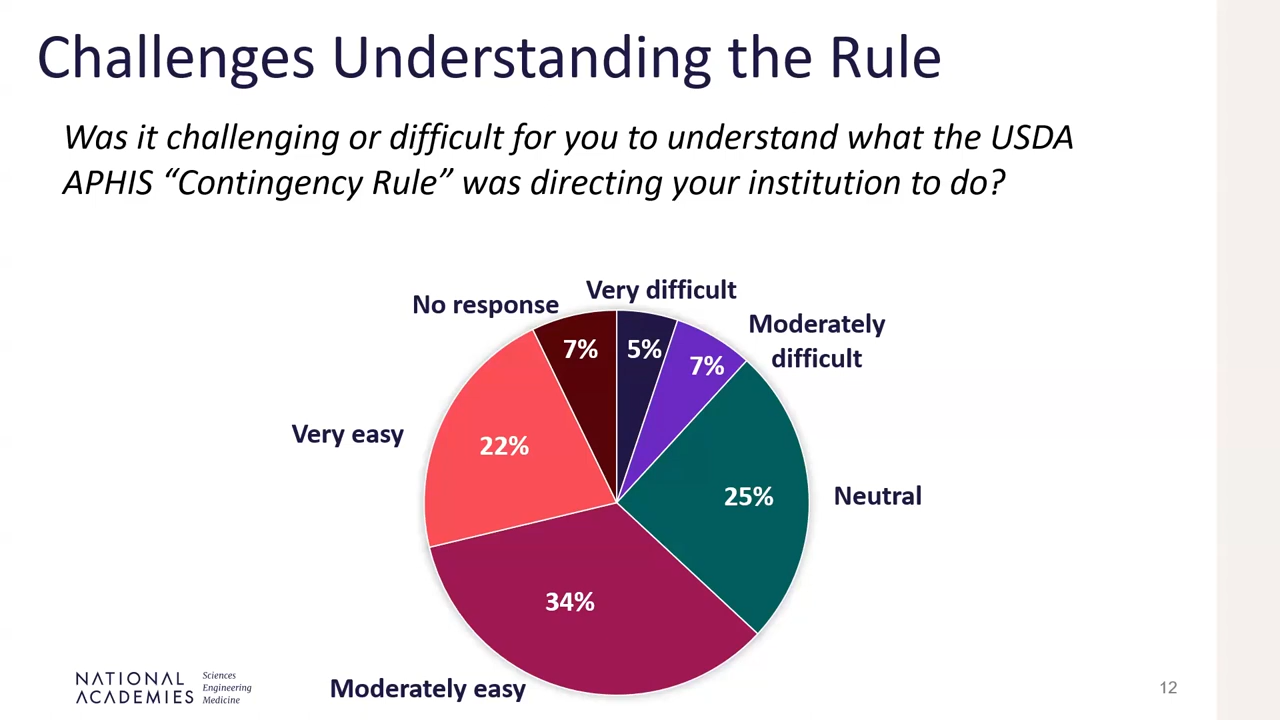 Challenges Understanding the Rule
Was it challenging or difficult for you to understand what the USDA
APHIS “Contingency Rule” was directing your institution to do?
No response
Very difficult
Moderately
difficult
7%
5%
7%
Very easy
22%
25%
Neutral
34%
Moderately easy
NATIONAL
ACADEMIES
Sciences
Engineering
Medicine
12